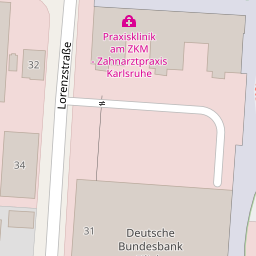 Praxisklinik
am ZKM
- Zahnarztpraxis
Karlsruhe
32
Lorenzstraße
34
31
Deutsche
Bundesbank